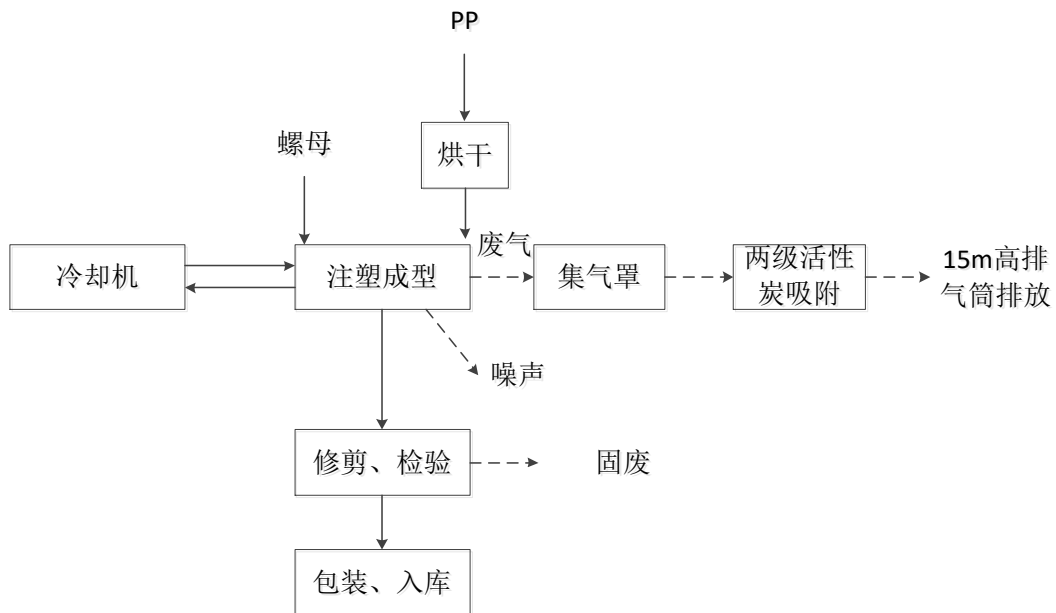 PP
螺母
烘干
废气
冷却机
注塑成型
集气罩
两级活性
炭吸附
15m高排
气筒排放
噪声
修剪、检验
固废
包装、入库